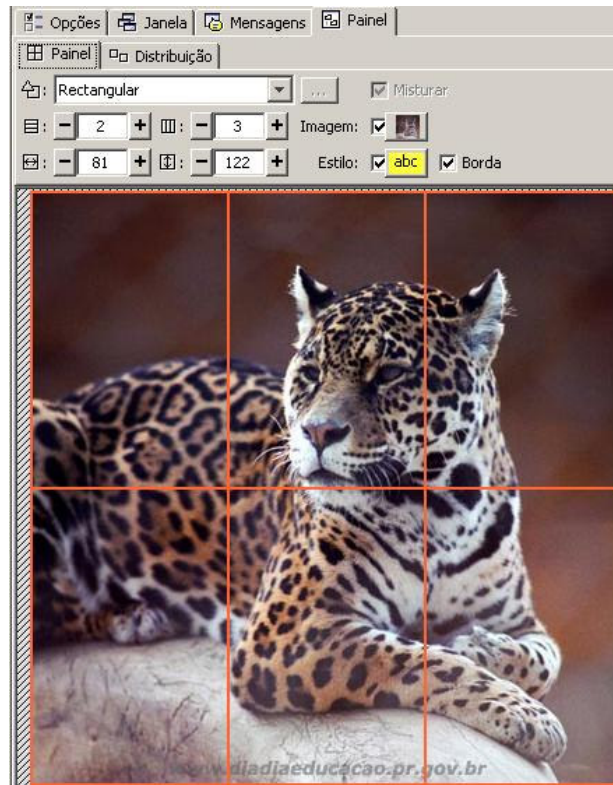 Opções Janela Mensagens Painel
Painel Distribuição
: Rectangular ... Misturar
: - 2 + : - 3 + Imagem:
: - 81 + : - 122 + Estilo: abc Borda
www.diadiaeducacao.pr.gov.br